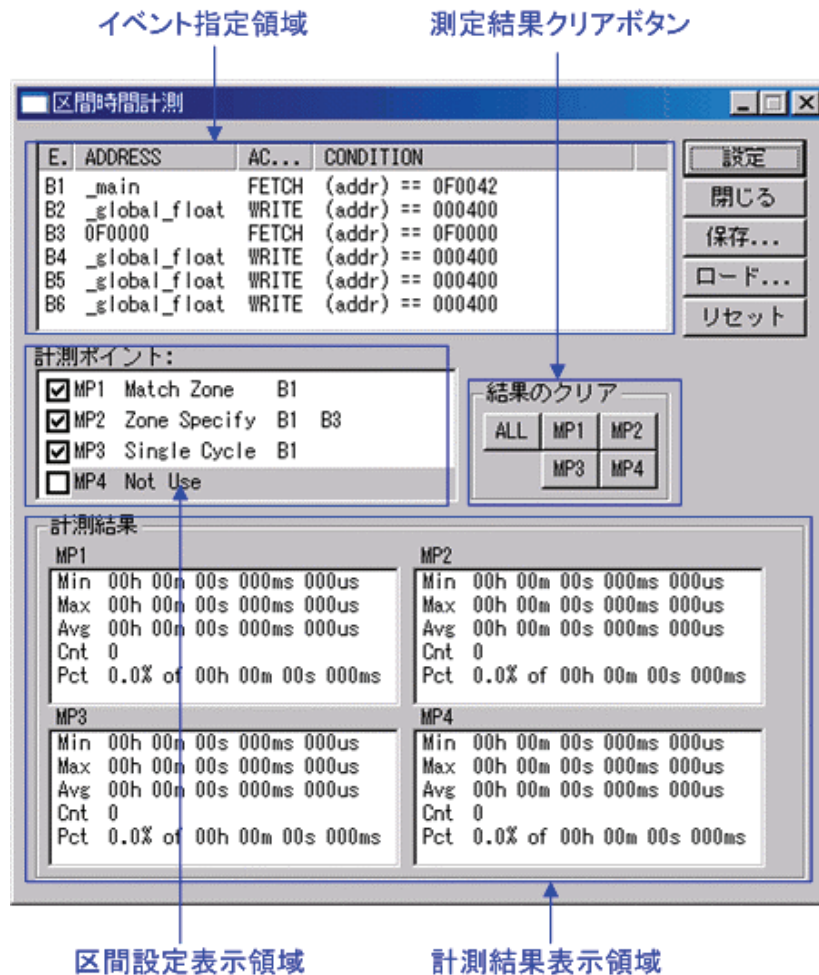 イベント指定領域 測定結果クリアボタン
区間時間計測
E. ADDRESS AC... CONDITION
B1 _main FETCH (addr) == 0F0042
B2 _global_float WRITE (addr) == 000400
B3 0F0000 FETCH (addr) == 0F0000
B4 _global_float WRITE (addr) == 000400
B5 _global_float WRITE (addr) == 000400
B6 _global_float WRITE (addr) == 000400
設定
閉じる
保存...
ロード...
リセット
計測ポイント:
MP1 Match Zone B1
MP2 Zone Specify B1 B3
MP3 Single Cycle B1
MP4 Not Use
結果のクリア
ALL MP1 MP2
MP3 MP4
計測結果
MP1
Min 00h 00m 00s 000ms 000us
Max 00h 00m 00s 000ms 000us
Avg 00h 00m 00s 000ms 000us
Cnt 0
Pct 0.0% of 00h 00m 00s 000ms
MP2
Min 00h 00m 00s 000ms 000us
Max 00h 00m 00s 000ms 000us
Avg 00h 00m 00s 000ms 000us
Cnt 0
Pct 0.0% of 00h 00m 00s 000ms
MP3
Min 00h 00m 00s 000ms 000us
Max 00h 00m 00s 000ms 000us
Avg 00h 00m 00s 000ms 000us
Cnt 0
Pct 0.0% of 00h 00m 00s 000ms
MP4
Min 00h 00m 00s 000ms 000us
Max 00h 00m 00s 000ms 000us
Avg 00h 00m 00s 000ms 000us
Cnt 0
Pct 0.0% of 00h 00m 00s 000ms
区間設定表示領域 計測結果表示領域